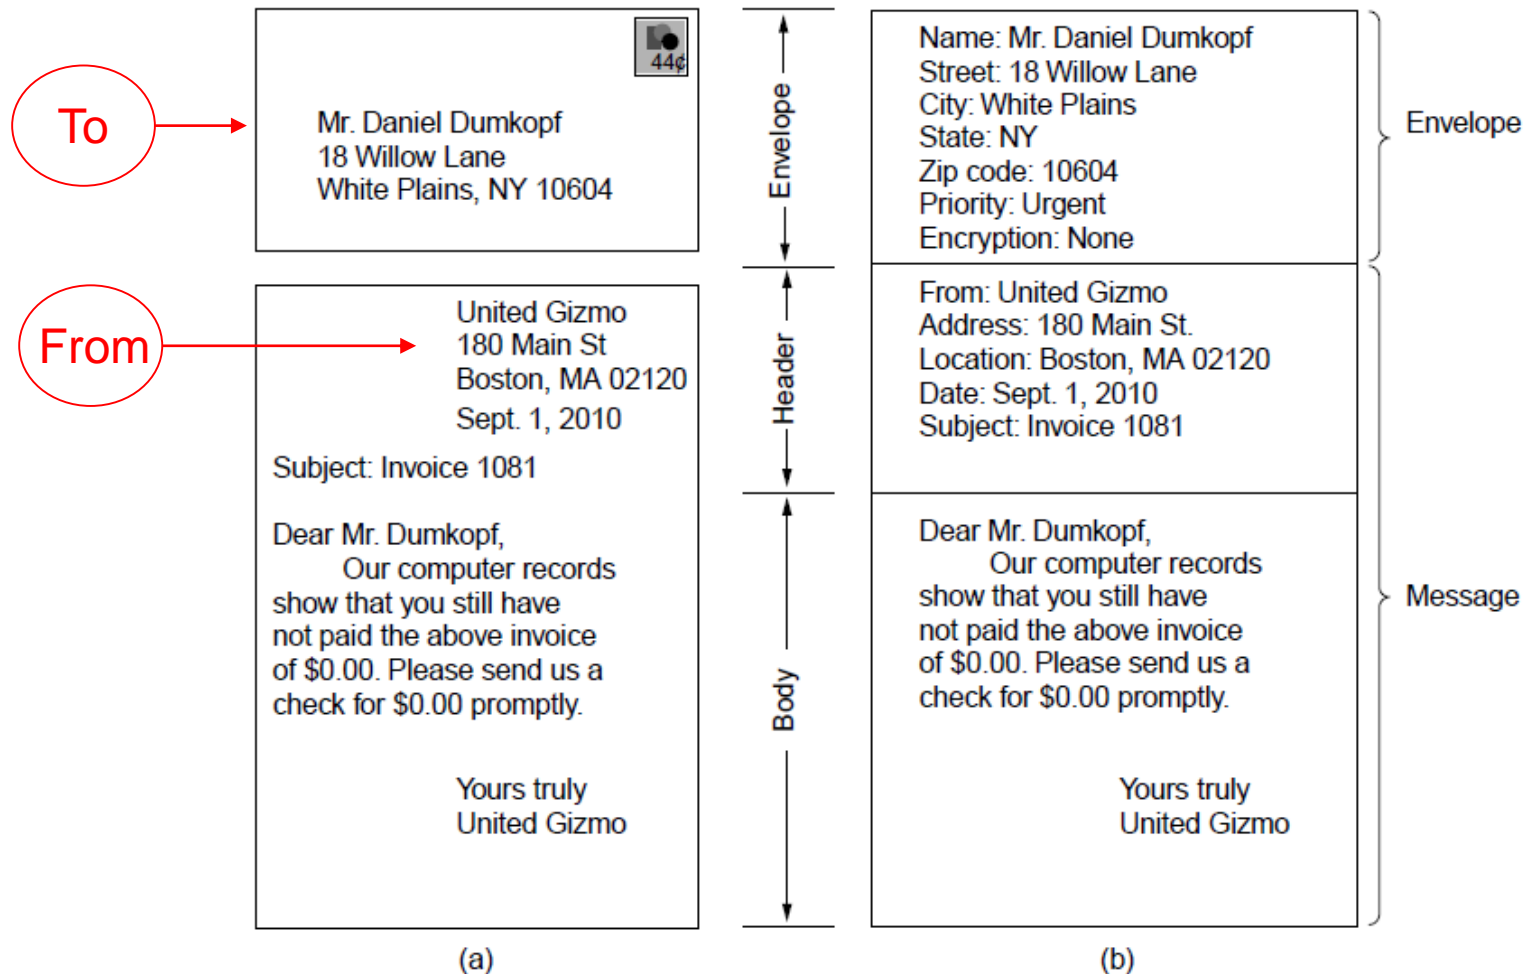 To
44¢
Mr. Daniel Dumkopf
18 Willow Lane
White Plains, NY 10604
From
United Gizmo
180 Main St
Boston, MA 02120
Sept. 1, 2010
Subject: Invoice 1081
Dear Mr. Dumkopf,
Our computer records
show that you still have
not paid the above invoice
of $0.00. Please send us a
check for $0.00 promptly.
Yours truly
United Gizmo
(a)
Envelope
Header
Body
Name: Mr. Daniel Dumkopf
Street: 18 Willow Lane
City: White Plains
State: NY
Zip code: 10604
Priority: Urgent
Encryption: None
From: United Gizmo
Address: 180 Main St.
Location: Boston, MA 02120
Date: Sept. 1, 2010
Subject: Invoice 1081
Dear Mr. Dumkopf,
Our computer records
show that you still have
not paid the above invoice
of $0.00. Please send us a
check for $0.00 promptly.
Yours truly
United Gizmo
(b)
Envelope
Message